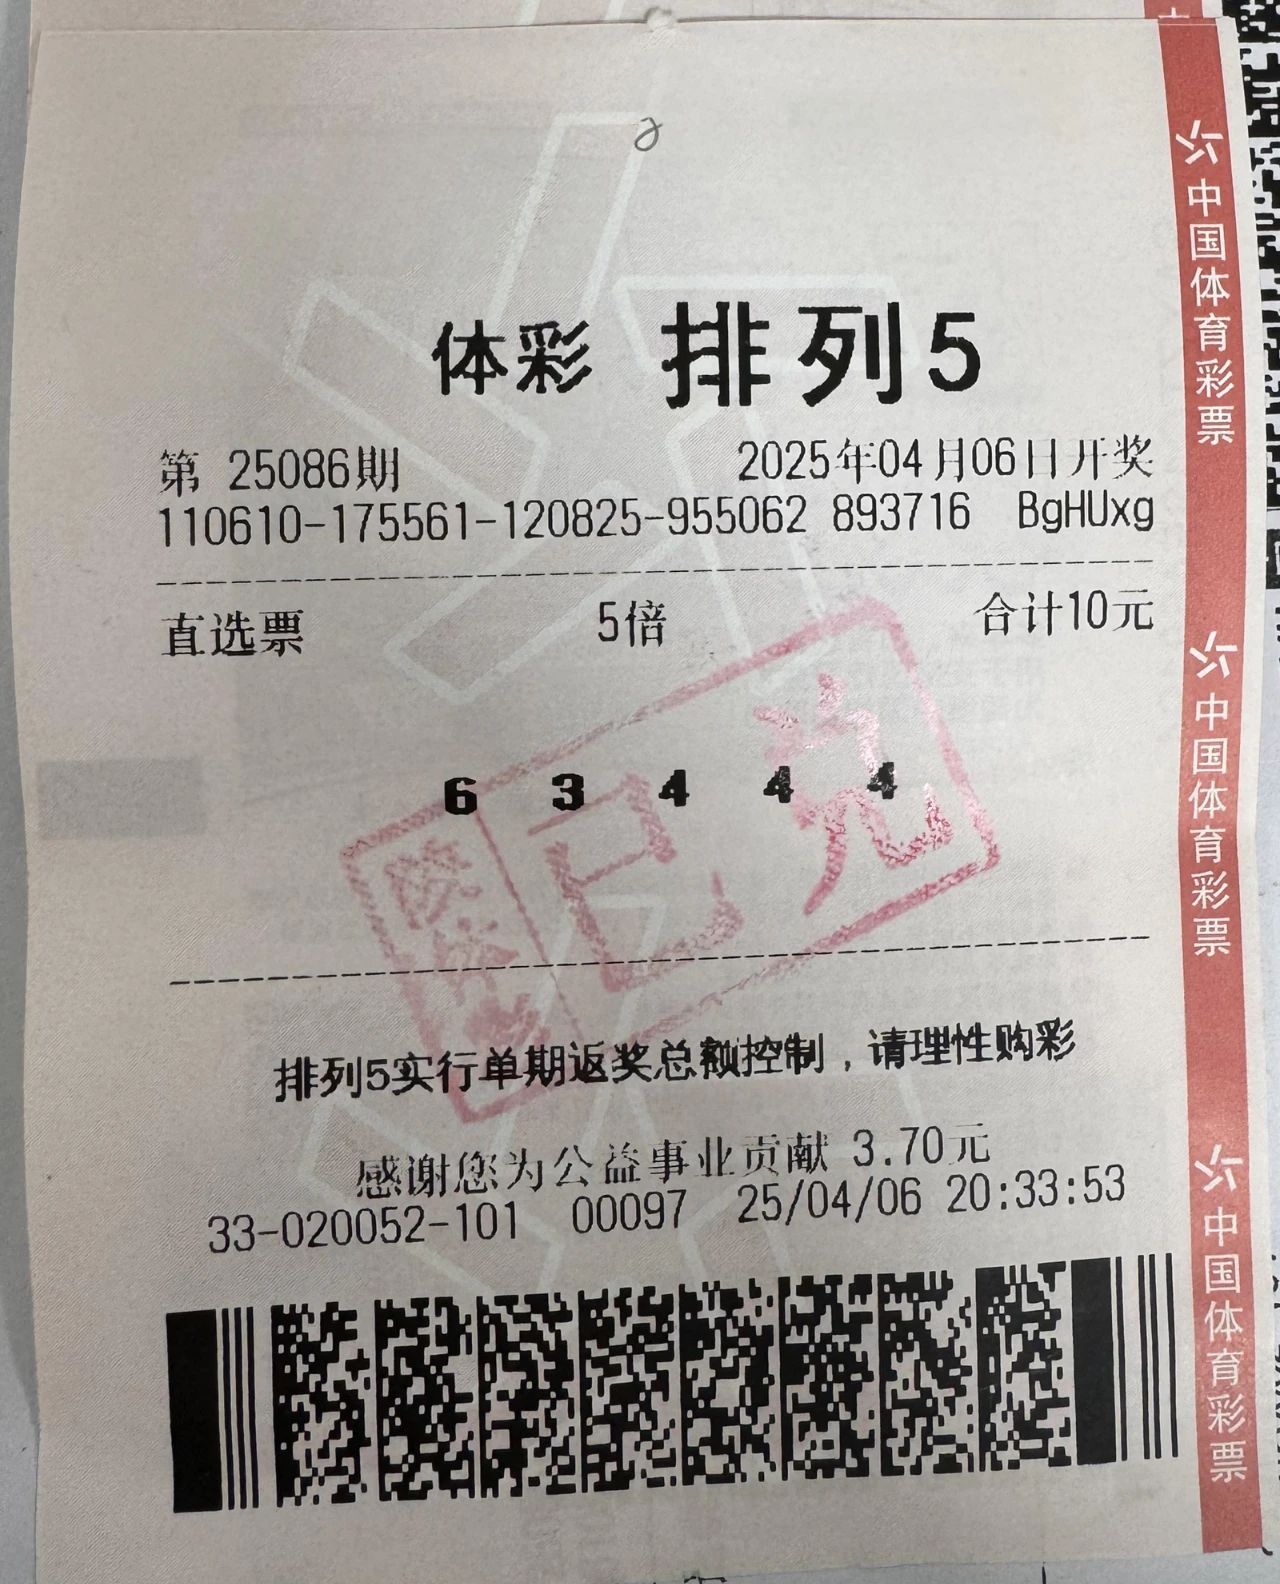 体彩 排列5
第 25086期 2025年04月06日开奖
110610-175561-120825-955062 893716 BgHUxg
直选票 5倍 合计10元
6 3 4 4 4
已兑
排列5实行单期返奖总额控制，请理性购彩
感谢您为公益事业贡献 3.70元
33-020052-101 00097 25/04/06 20:33:53
中国体育彩票
中国体育彩票
中国体育彩票